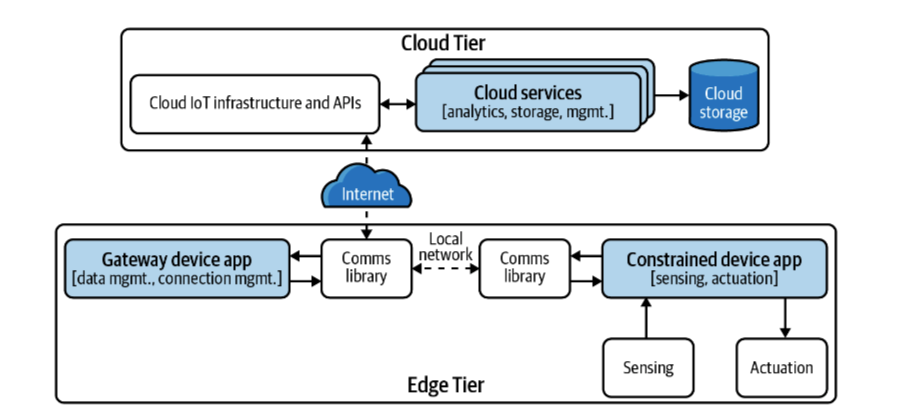 Cloud Tier
Cloud IoT infrastructure and APIs
Cloud services
[analytics, storage, mgmt.]
Cloud
storage
Internet
Gateway device app
[data mgmt., connection mgmt.]
Comms
library
Local
network
Comms
library
Constrained device app
[sensing, actuation]
Sensing
Actuation
Edge Tier